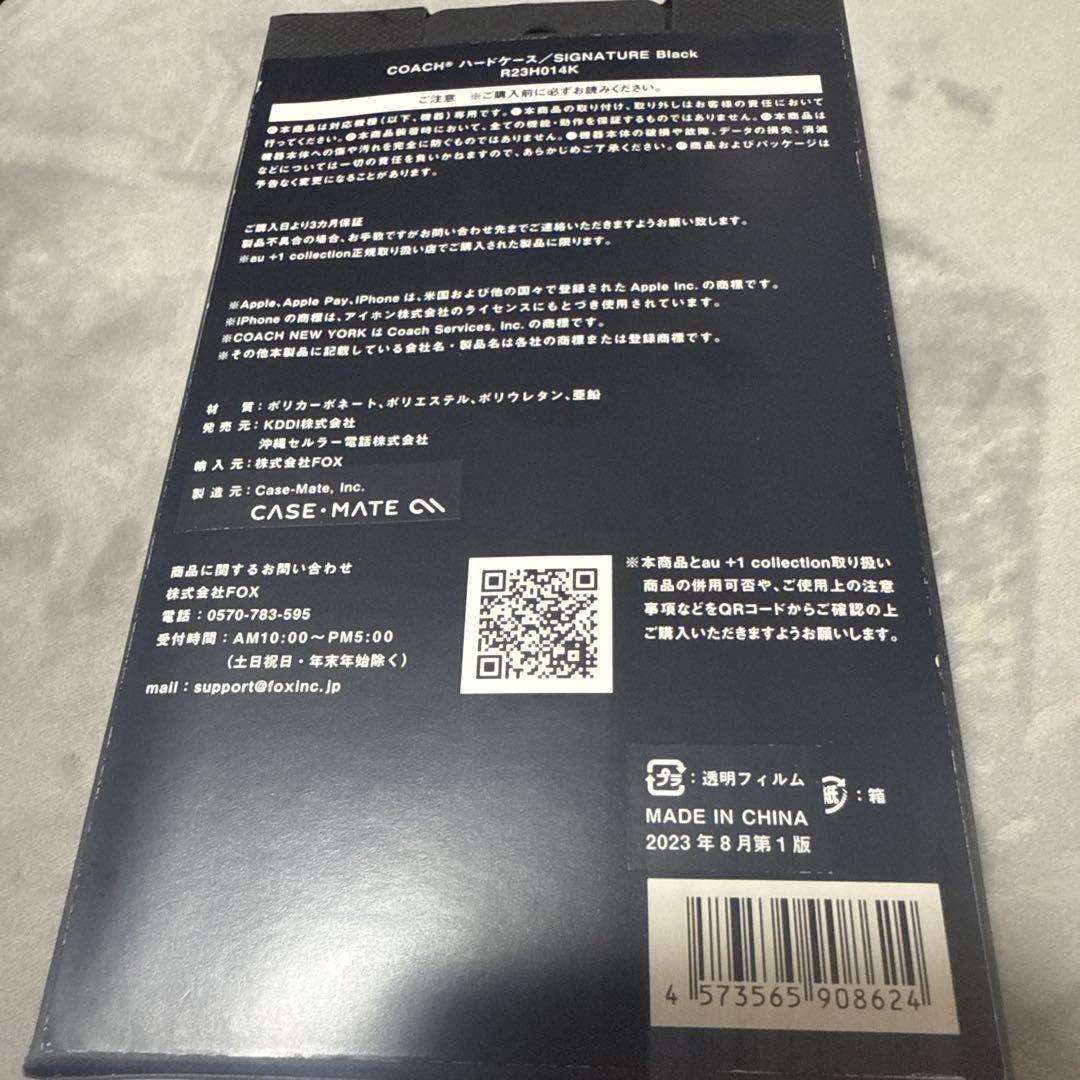 COACH® ハードケース／SIGNATURE Black
R23H014K
ご注意 ※ご購入前に必ずお読みください。
●本商品は対応機種(以下、機器)専用です。●本商品の取り付け、取り外しはお客様の責任において
行ってください。●本商品装着時において、全ての機能・動作を保証するものではありません。●本商品は
機器本体への傷や汚れを完全に防ぐものではありません。●機器本体の破損や故障、データの損失、消滅
などについては一切の責任を負いかねますので、あらかじめご了承ください。●商品およびパッケージは
予告なく変更になることがあります。
ご購入日より3カ月保証
製品不具合の場合、お手数ですがお問い合わせ先までご連絡いただきますようお願い致します。
※au +1 collection正規取り扱い店でご購入された製品に限ります。
※Apple、Apple Pay、iPhone は、米国および他の国々で登録された Apple Inc. の商標です。
※iPhone の商標は、アイホン株式会社のライセンスにもとづき使用されています。
※COACH NEW YORK は Coach Services, Inc. の商標です。
※その他本製品に記載している会社名・製品名は各社の商標または登録商標です。
材 質：ポリカーボネート、ポリエステル、ポリウレタン、亜鉛
発 売 元：KDDI株式会社
沖縄セルラー電話株式会社
輸 入 元：株式会社FOX
製 造 元：Case-Mate, Inc.
CASE・MATE
商品に関するお問い合わせ
株式会社FOX
電話：0570-783-595
受付時間：AM10:00～PM5:00
（土日祝日・年末年始除く）
mail：support@foxinc.jp
※本商品とau +1 collection取り扱い
商品の併用可否や、ご使用上の注意
事項などをQRコードからご確認の上
ご購入いただきますようお願いします。
プラ：透明フィルム 紙：箱
MADE IN CHINA
2023年8月第1版
4 573565 908624